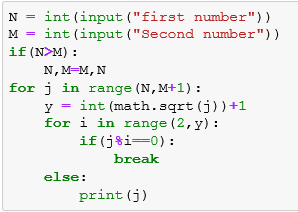 N = int(input("first number"))
M = int(input("Second number"))
if(N>M):
    N,M=M,N
for j in range(N,M+1):
    y = int(math.sqrt(j))+1
    for i in range(2,y):
        if(j%i==0):
            break
    else:
        print(j)